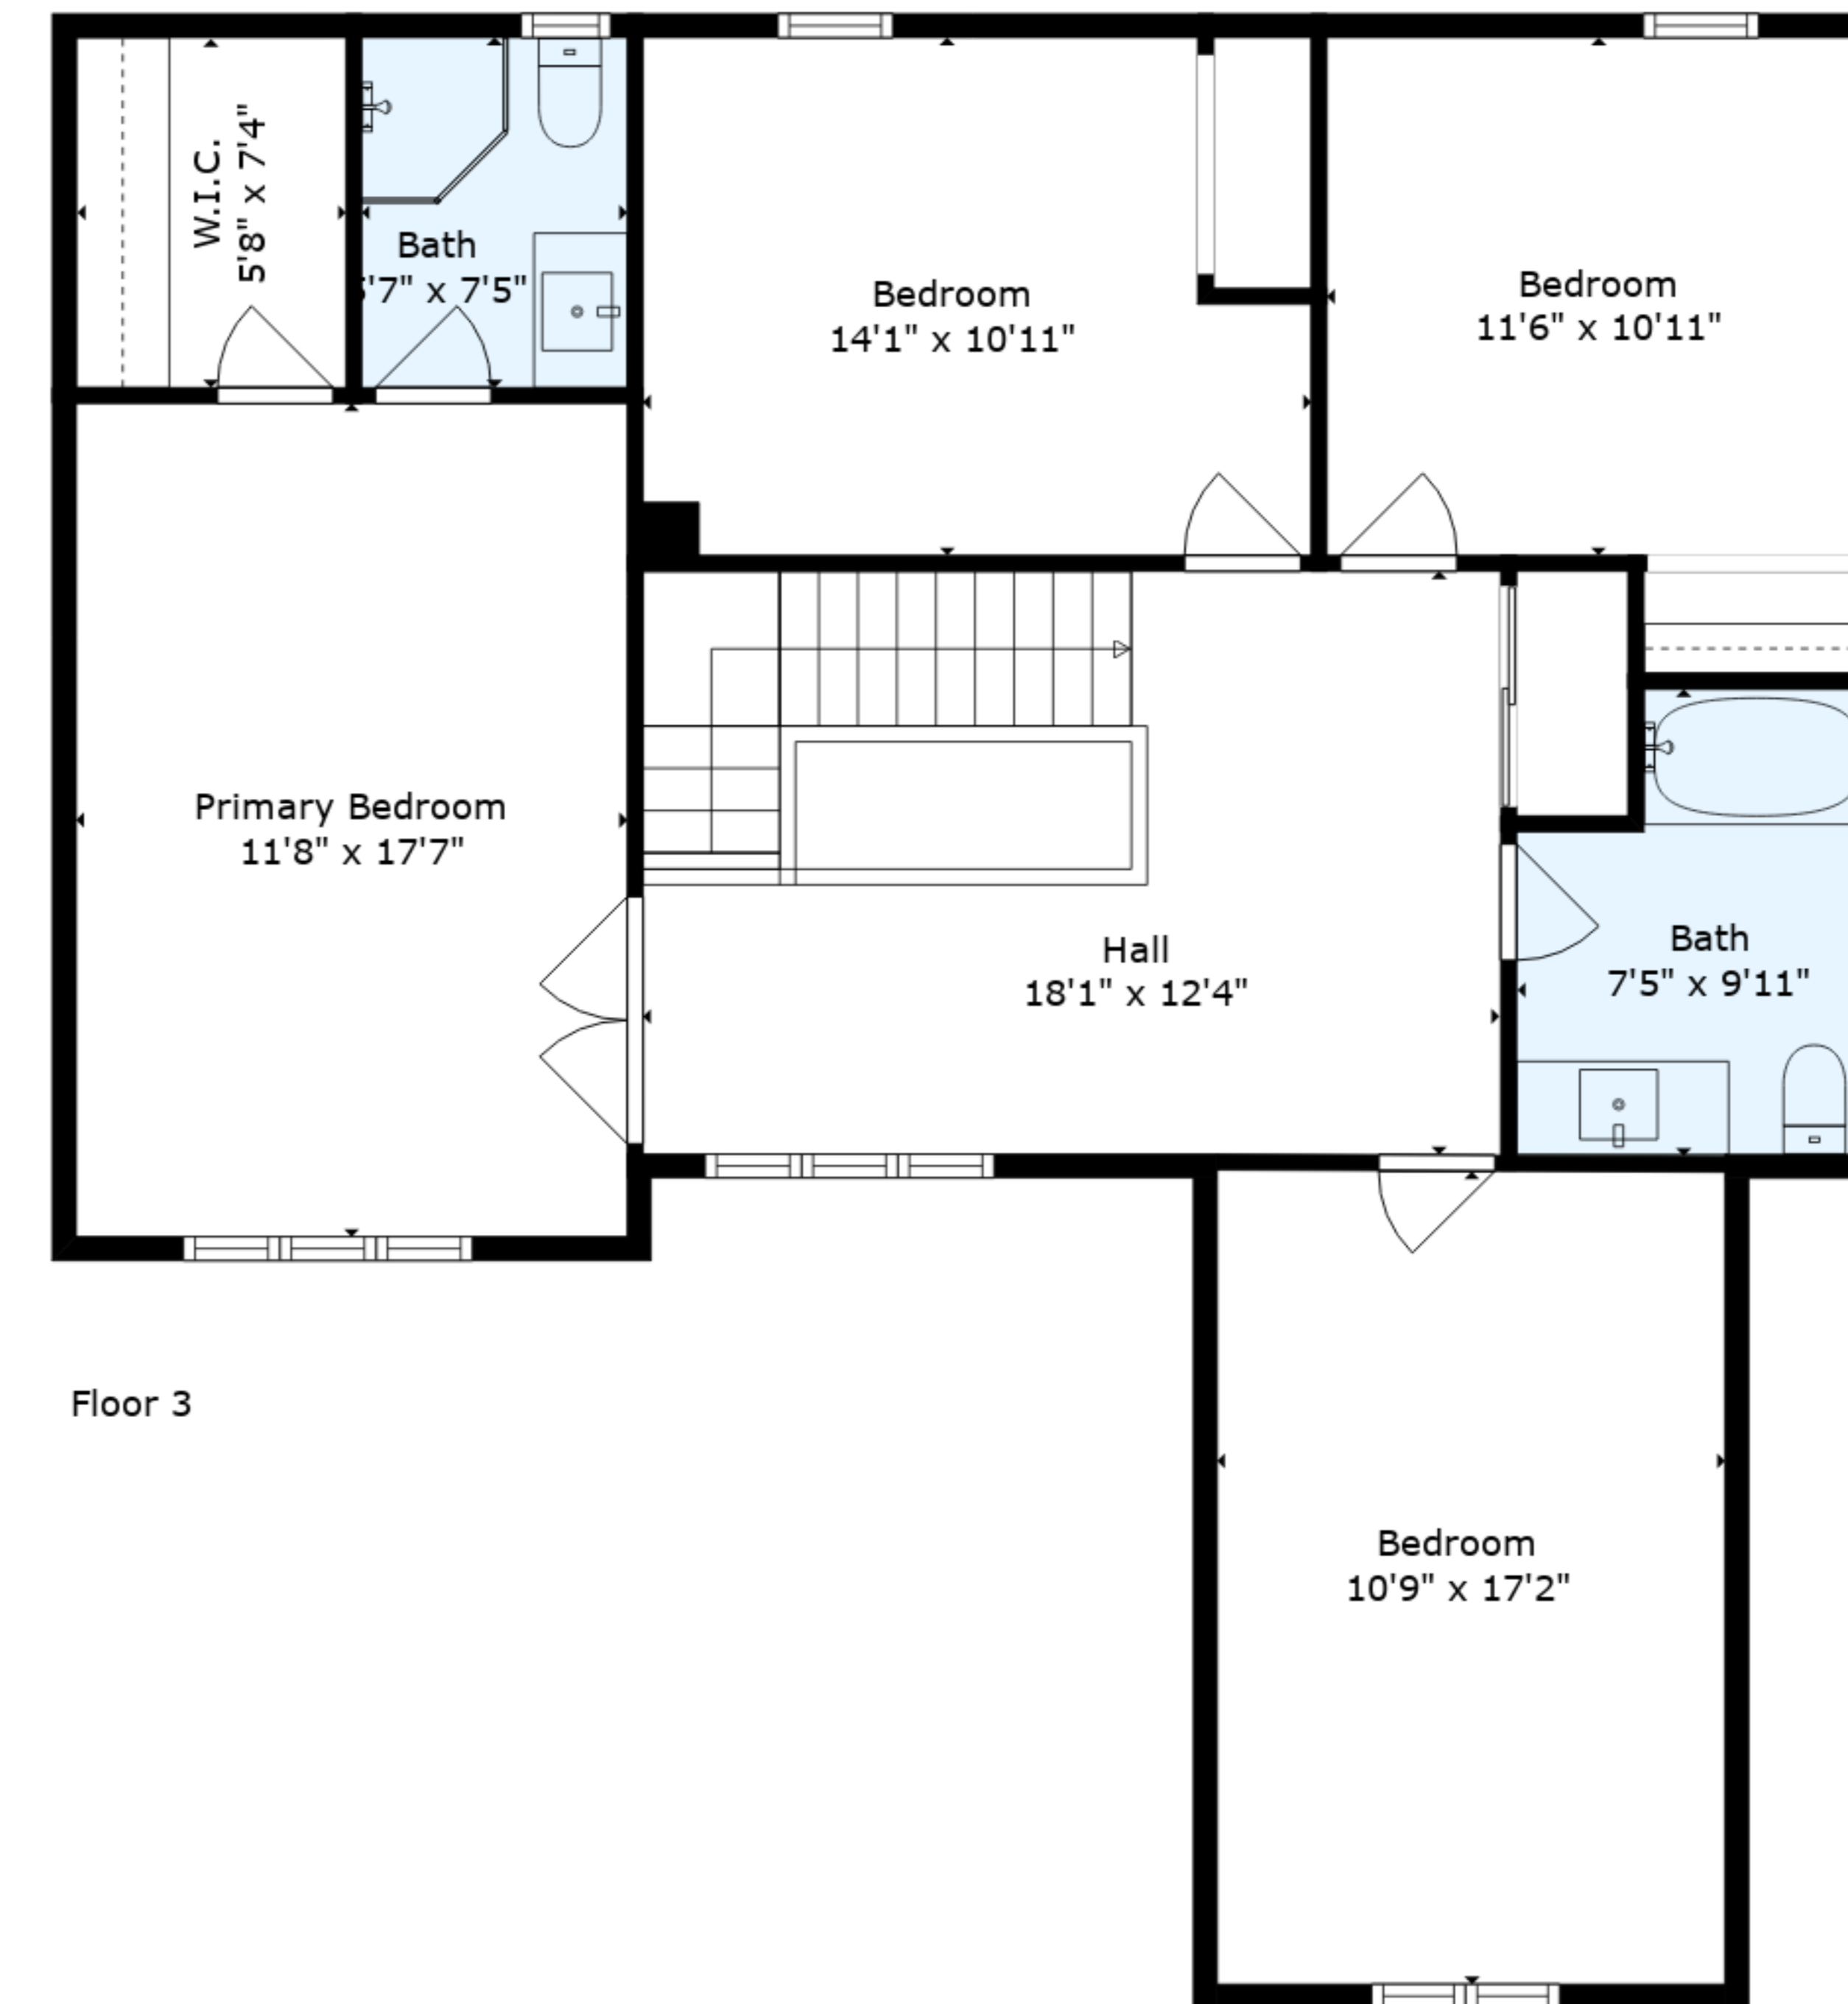 W.I.C.
5'8" x 7'4"
Bath
'7" x 7'5"
Bedroom
14'1" x 10'11"
Bedroom
11'6" x 10'11"
Primary Bedroom
11'8" x 17'7"
Hall
18'1" x 12'4"
Bath
7'5" x 9'11"
Floor 3
Bedroom
10'9" x 17'2"